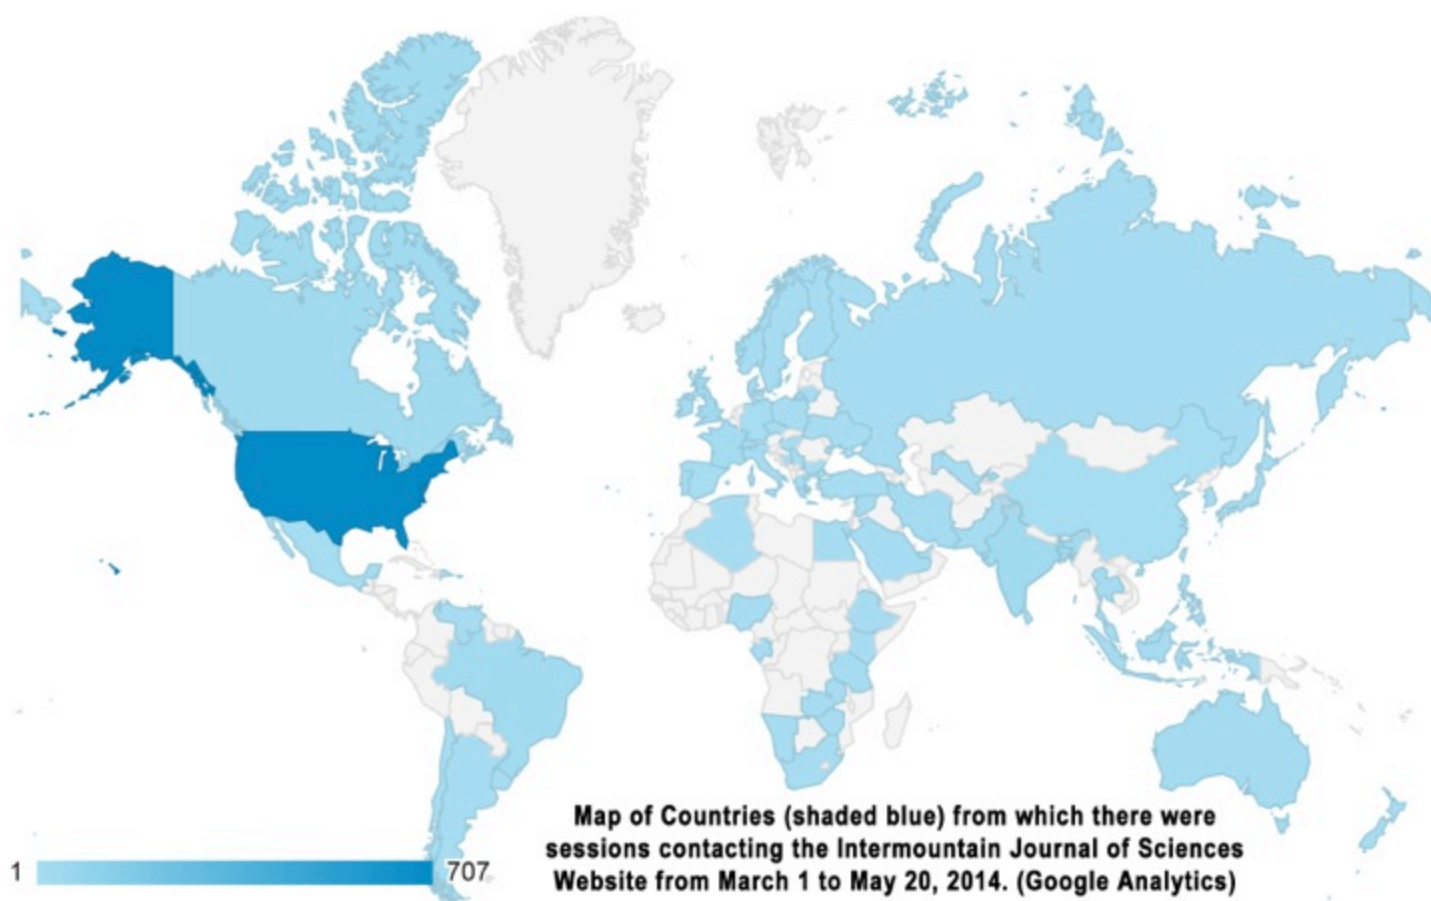 Map of Countries (shaded blue) from which there were
sessions contacting the Intermountain Journal of Sciences
Website from March 1 to May 20, 2014. (Google Analytics)
1
707